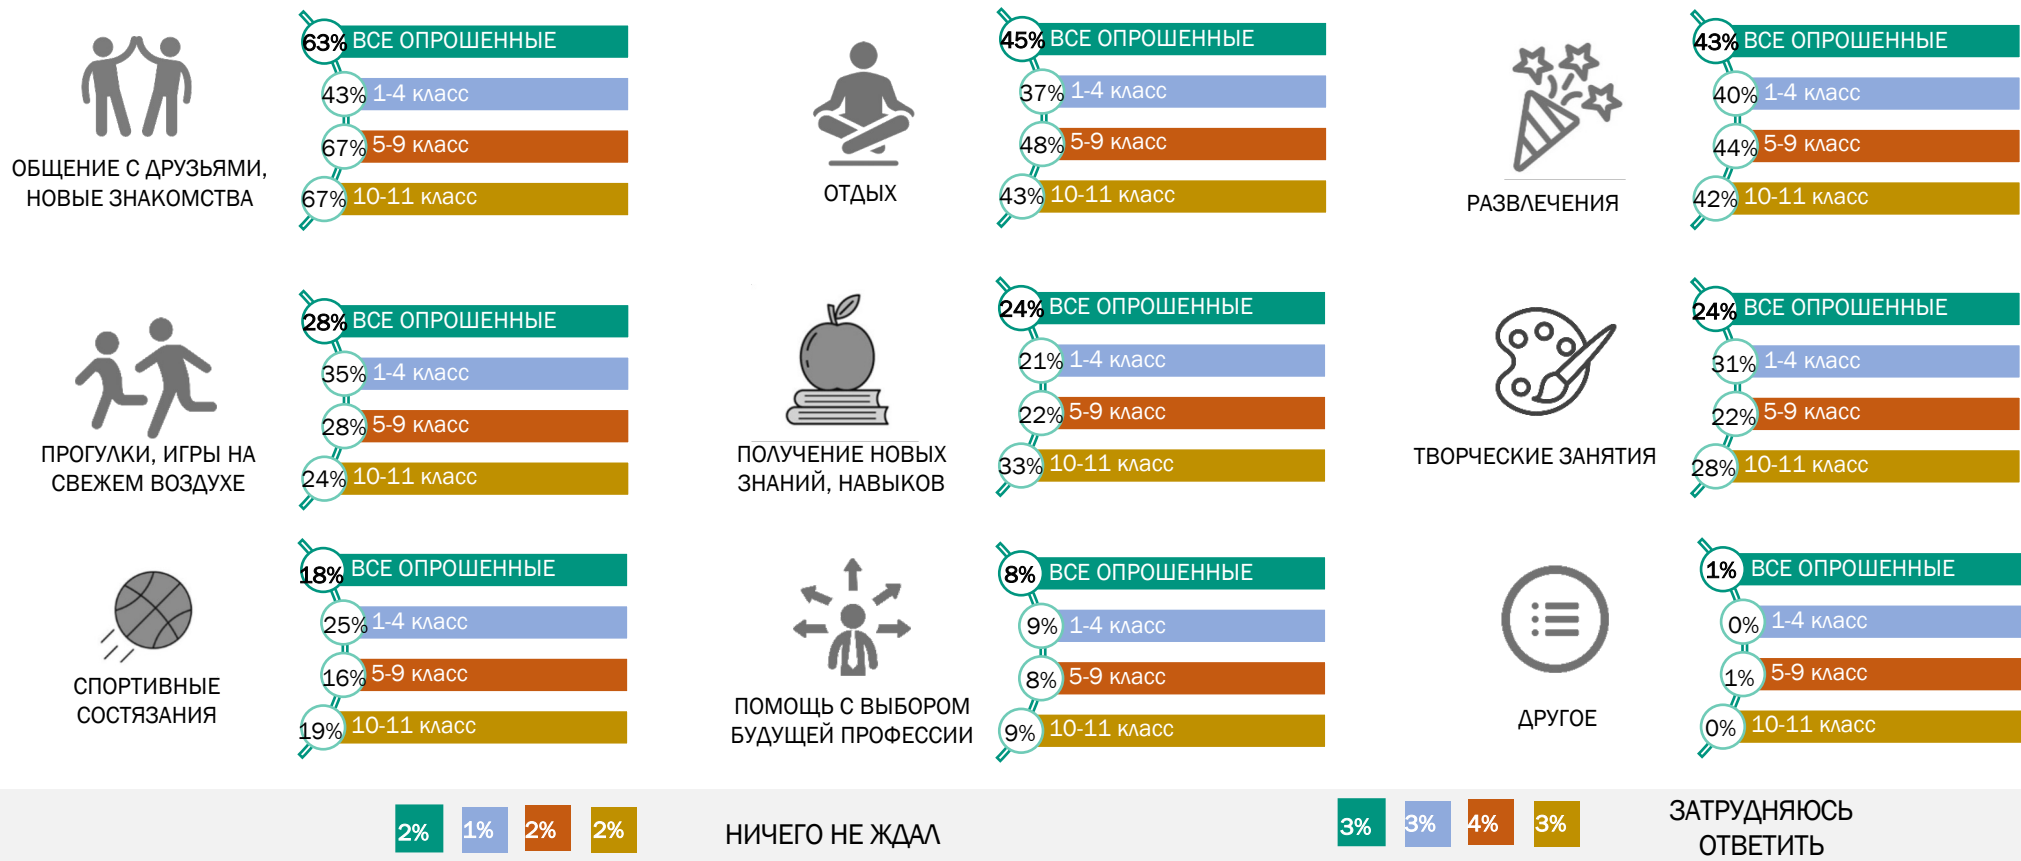 63% ВСЕ ОПРОШЕННЫЕ
43% 1-4 класс
67% 5-9 класс
67% 10-11 класс
ОБЩЕНИЕ С ДРУЗЬЯМИ,
НОВЫЕ ЗНАКОМСТВА
45% ВСЕ ОПРОШЕННЫЕ
37% 1-4 класс
48% 5-9 класс
43% 10-11 класс
ОТДЫХ
43% ВСЕ ОПРОШЕННЫЕ
40% 1-4 класс
44% 5-9 класс
42% 10-11 класс
РАЗВЛЕЧЕНИЯ
28% ВСЕ ОПРОШЕННЫЕ
35% 1-4 класс
28% 5-9 класс
24% 10-11 класс
ПРОГУЛКИ, ИГРЫ НА
СВЕЖЕМ ВОЗДУХЕ
24% ВСЕ ОПРОШЕННЫЕ
21% 1-4 класс
22% 5-9 класс
33% 10-11 класс
ПОЛУЧЕНИЕ НОВЫХ
ЗНАНИЙ, НАВЫКОВ
24% ВСЕ ОПРОШЕННЫЕ
31% 1-4 класс
22% 5-9 класс
28% 10-11 класс
ТВОРЧЕСКИЕ ЗАНЯТИЯ
18% ВСЕ ОПРОШЕННЫЕ
25% 1-4 класс
16% 5-9 класс
19% 10-11 класс
СПОРТИВНЫЕ
СОСТЯЗАНИЯ
8% ВСЕ ОПРОШЕННЫЕ
9% 1-4 класс
8% 5-9 класс
9% 10-11 класс
ПОМОЩЬ С ВЫБОРОМ
БУДУЩЕЙ ПРОФЕССИИ
1% ВСЕ ОПРОШЕННЫЕ
0% 1-4 класс
1% 5-9 класс
0% 10-11 класс
ДРУГОЕ
2% 1% 2% 2% НИЧЕГО НЕ ЖДАЛ
3% 3% 4% 3% ЗАТРУДНЯЮСЬ
ОТВЕТИТЬ